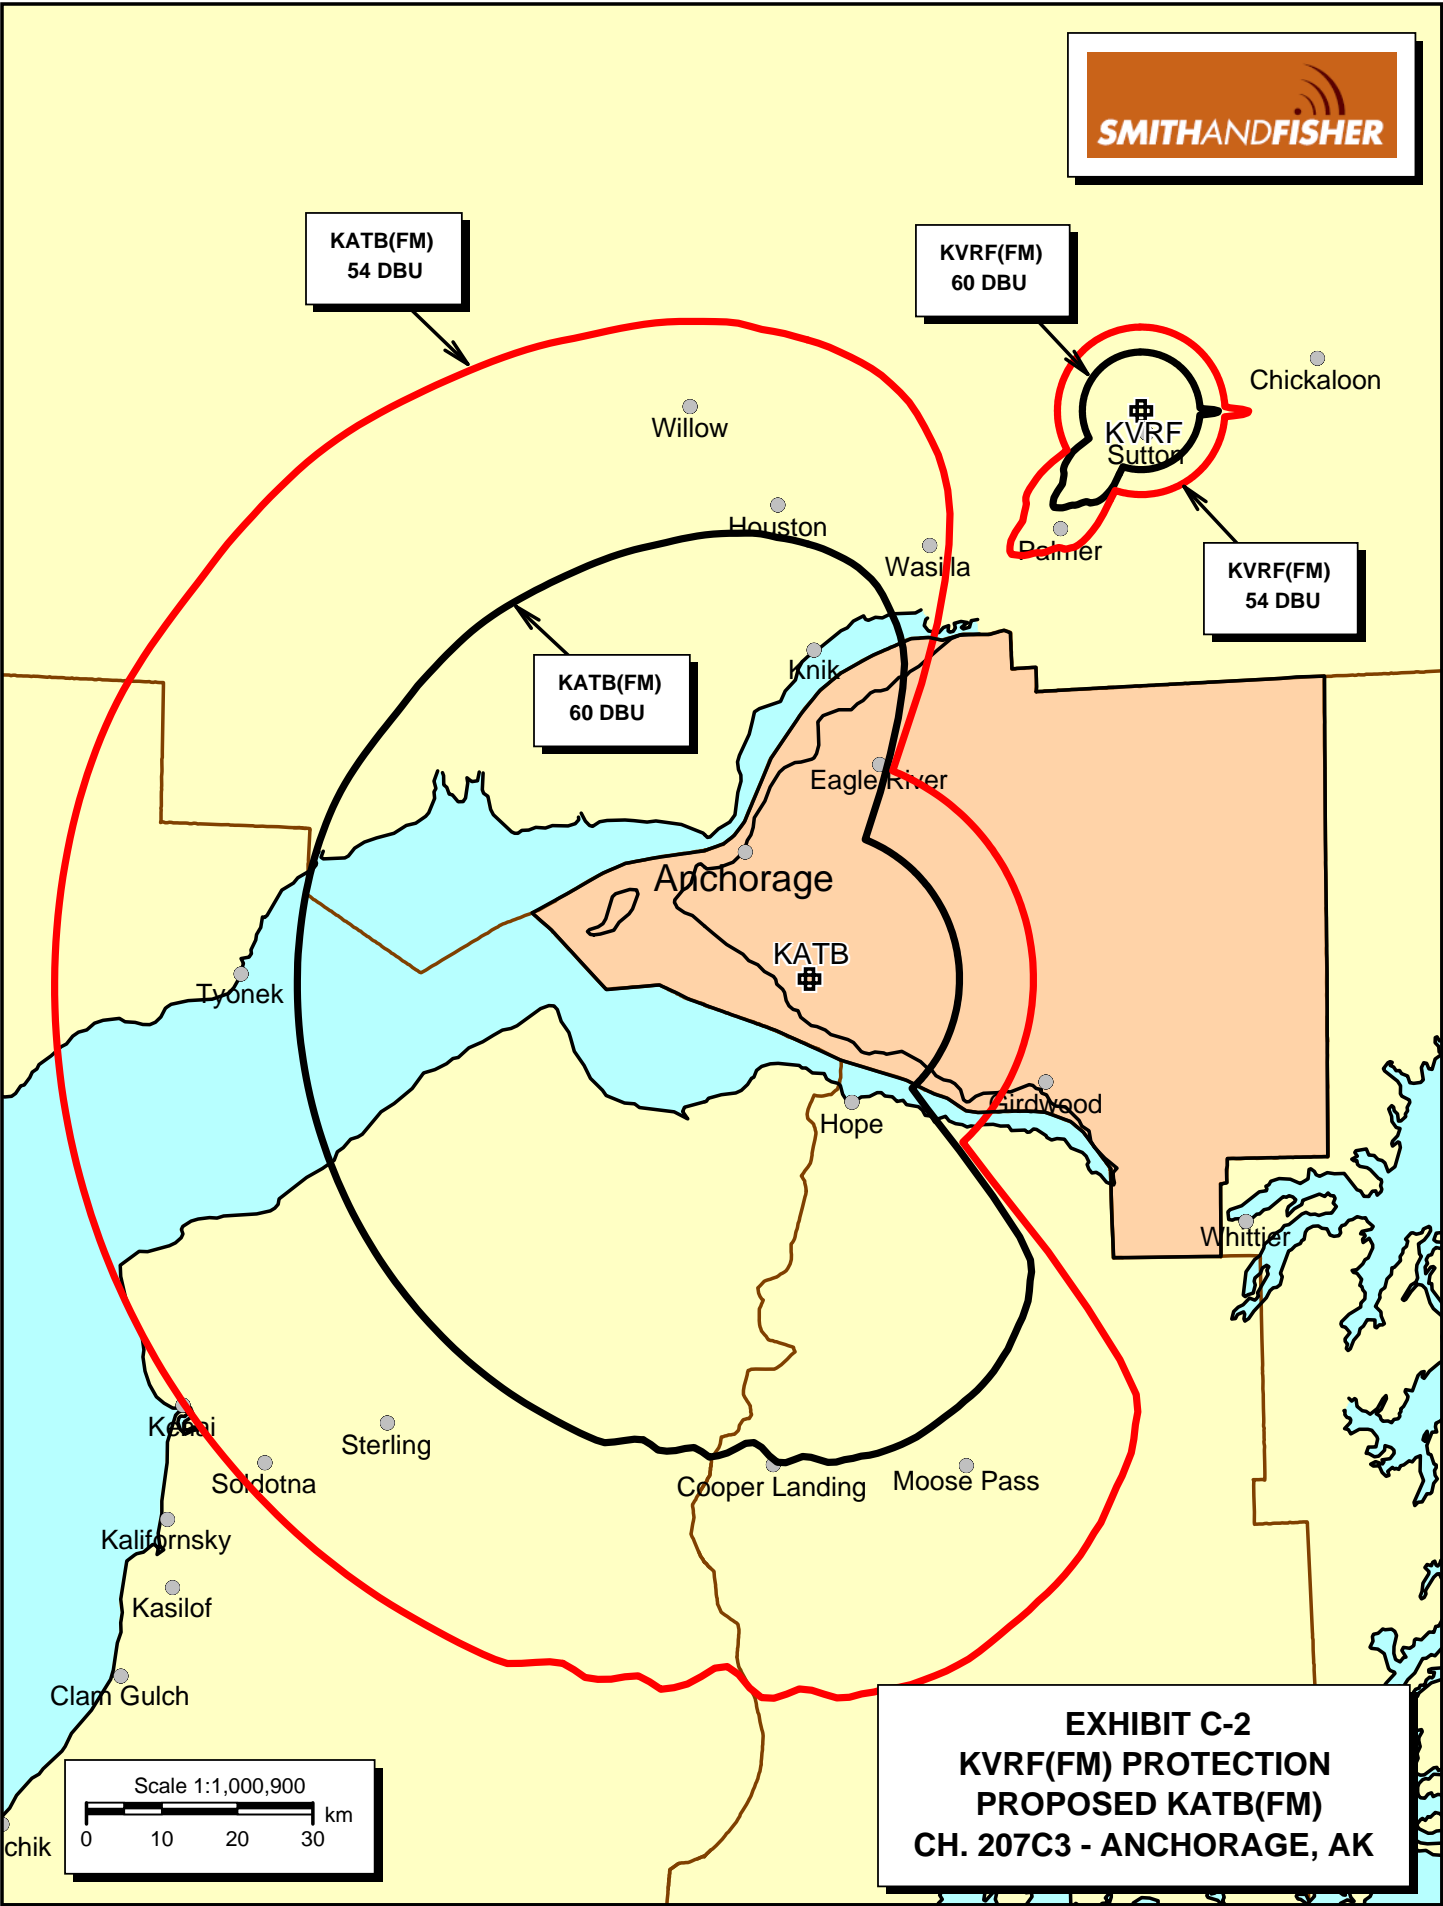 SMITHANDFISHER
KATB(FM)
54 DBU
KVRF(FM)
60 DBU
Chickaloon
Willow
KVRF
Sutton
Houston
Palmer
Wasilla
KVRF(FM)
54 DBU
Knik
KATB(FM)
60 DBU
Eagle River
Anchorage
KATB
Tyonek
Girdwood
Hope
Whittier
Kenai
Sterling
Soldotna
Cooper Landing
Moose Pass
Kalifornsky
Kasilof
Clam Gulch
EXHIBIT C-2
KVRF(FM) PROTECTION
PROPOSED KATB(FM)
CH. 207C3 - ANCHORAGE, AK
Scale 1:1,000,900
km
0 10 20 30
chik